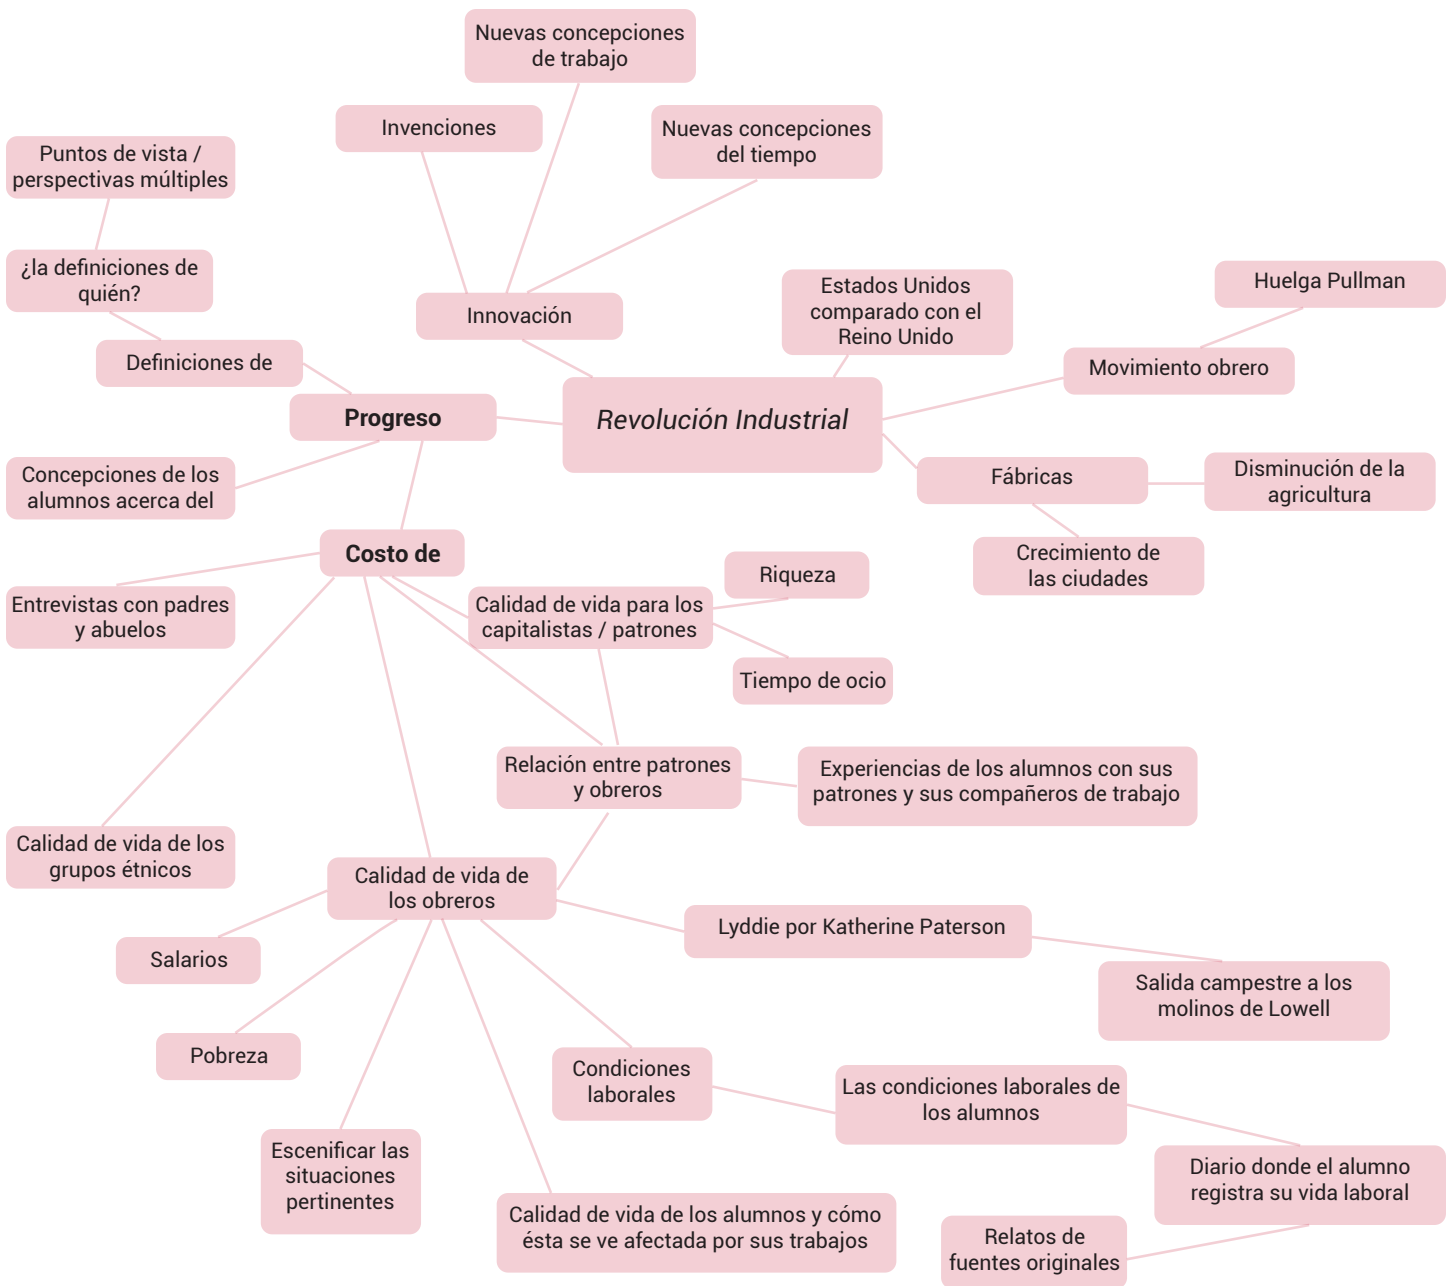 Nuevas concepciones
de trabajo
Invenciones
Nuevas concepciones
del tiempo
Puntos de vista /
perspectivas múltiples
¿la definiciones de
quién?
Innovación
Estados Unidos
comparado con el
Reino Unido
Huelga Pullman
Definiciones de
Movimiento obrero
Progreso
Revolución Industrial
Concepciones de los
alumnos acerca del
Fábricas
Disminución de la
agricultura
Costo de
Crecimiento de
las ciudades
Entrevistas con padres
y abuelos
Calidad de vida para los
capitalistas / patrones
Riqueza
Tiempo de ocio
Relación entre patrones
y obreros
Experiencias de los alumnos con sus
patrones y sus compañeros de trabajo
Calidad de vida de los
grupos étnicos
Calidad de vida de
los obreros
Salarios
Lyddie por Katherine Paterson
Salida campestre a los
molinos de Lowell
Pobreza
Condiciones
laborales
Las condiciones laborales de
los alumnos
Escenificar las
situaciones
pertinentes
Diario donde el alumno
registra su vida laboral
Calidad de vida de los alumnos y cómo
ésta se ve afectada por sus trabajos
Relatos de
fuentes originales